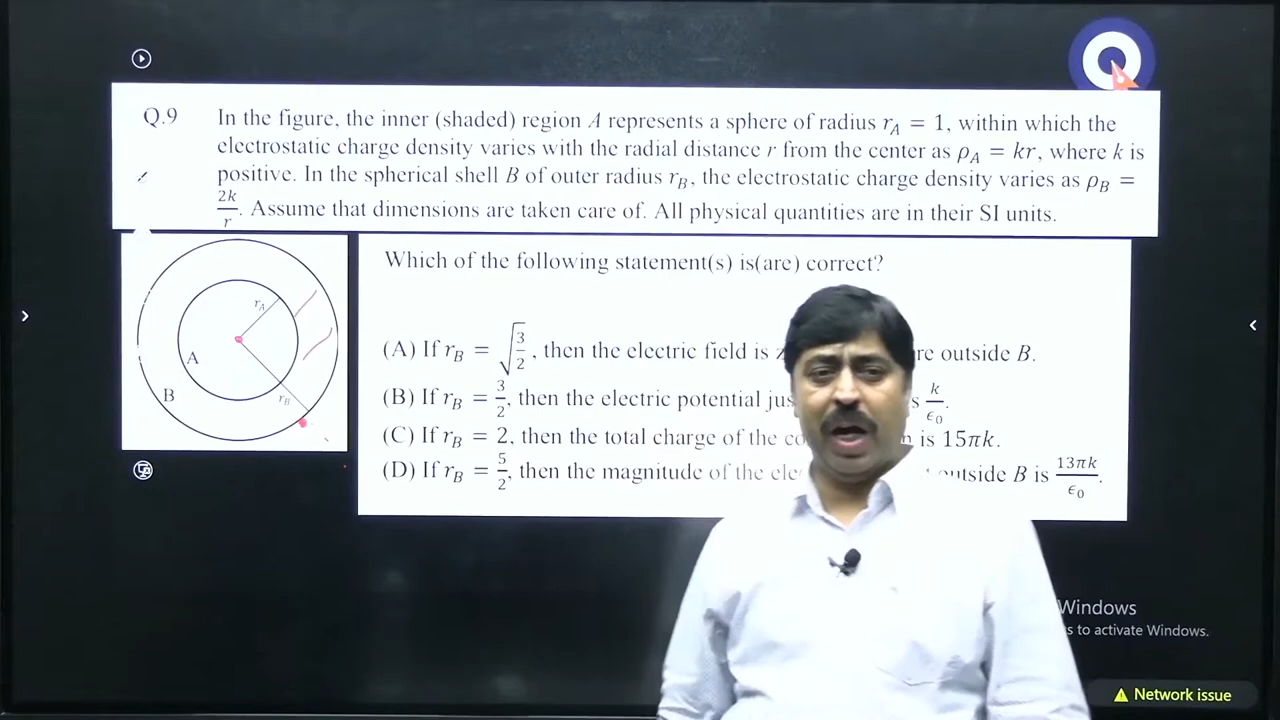 Q.9 In the figure, the inner (shaded) region A represents a sphere of radius r_A = 1, within which the
electrostatic charge density varies with the radial distance r from the center as ρ_A = kr, where k is
positive. In the spherical shell B of outer radius r_B, the electrostatic charge density varies as ρ_B =
2k/r. Assume that dimensions are taken care of. All physical quantities are in their SI units.
r_A
A
B
r_B
Which of the following statement(s) is(are) correct?
(A) If r_B = √(3/2), then the electric field is outside B.
(B) If r_B = 3/2, then the electric potential k/ϵ₀.
(C) If r_B = 2, then the total charge of the is 15πk.
(D) If r_B = 5/2, then the magnitude of the outside B is 13πk/ϵ₀.
Windows
to activate Windows.
Network issue